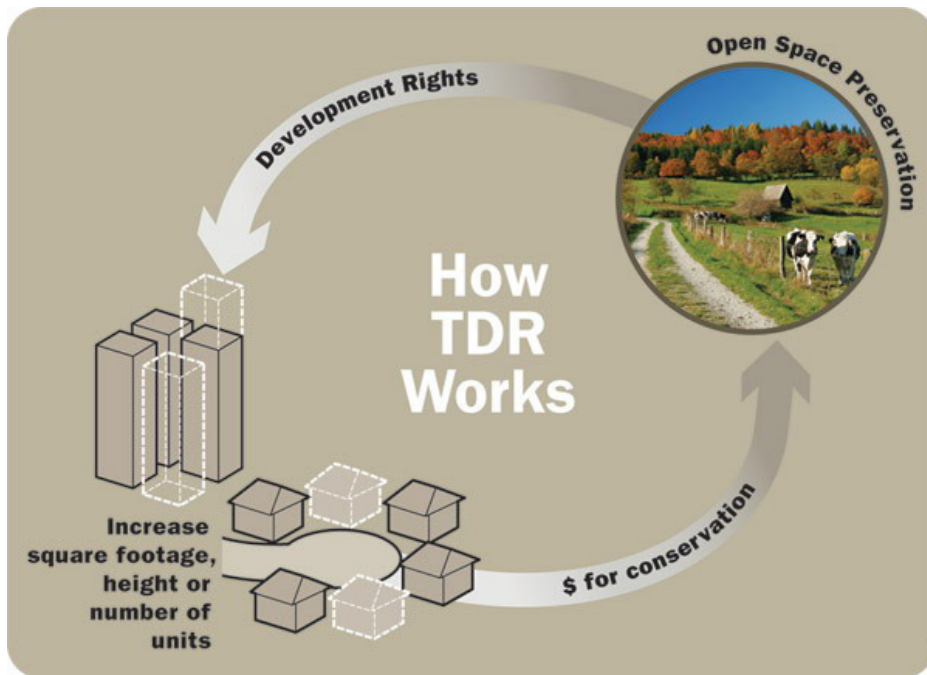 Open Space Preservation
Development Rights
How
TDR
Works
$ for conservation
Increase
square footage,
height or
number of
units